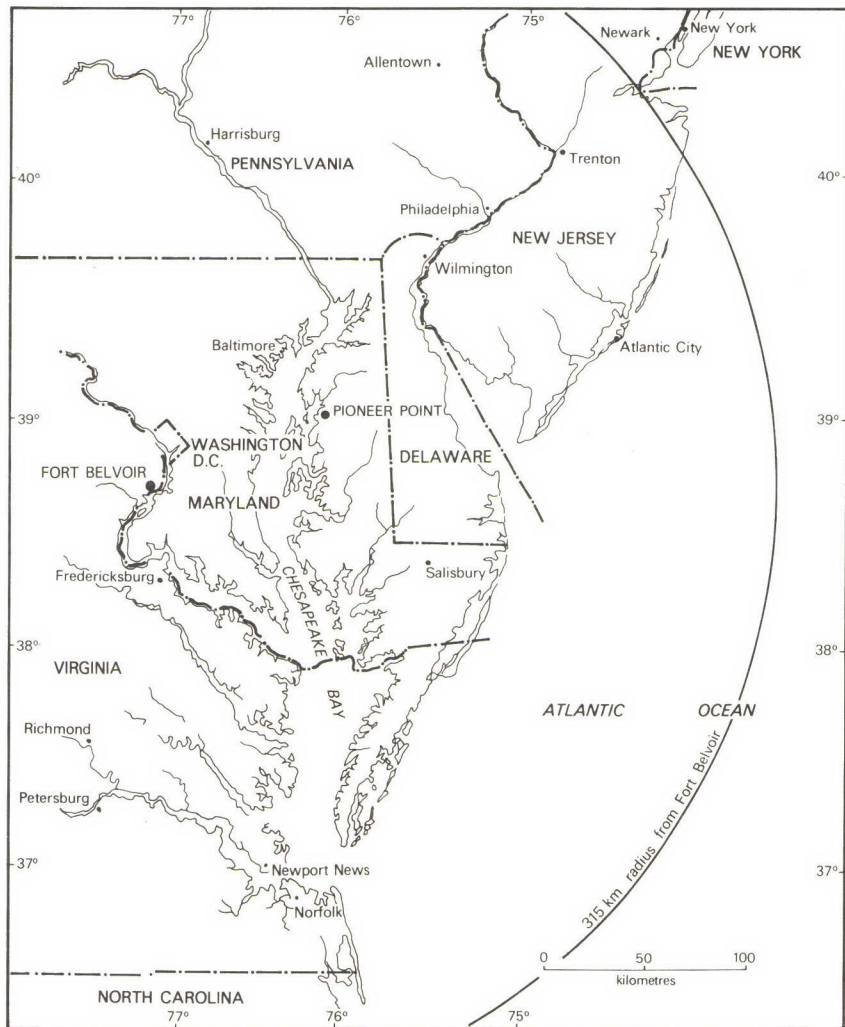 77°
76°
75°
Newark
New York
NEW YORK
Allentown
Harrisburg
PENNSYLVANIA
Trenton
40°
40°
Philadelphia
NEW JERSEY
Wilmington
Baltimore
Atlantic City
39°
39°
PIONEER POINT
WASHINGTON
D.C.
DELAWARE
FORT BELVOIR
MARYLAND
Fredericksburg
Salisbury
CHESAPEAKE
BAY
38°
38°
VIRGINIA
ATLANTIC OCEAN
Richmond
315 km radius from Fort Belvoir
Petersburg
37°
37°
Newport News
Norfolk
0 50 100
kilometres
NORTH CAROLINA
77°
76°
75°